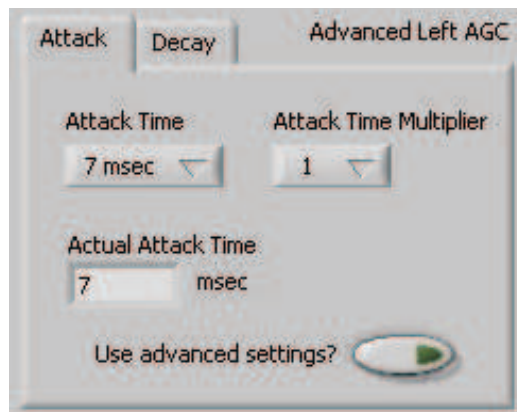 Attack Decay Advanced Left AGC
Attack Time Attack Time Multiplier
7 msec 1
Actual Attack Time
7 msec
Use advanced settings?